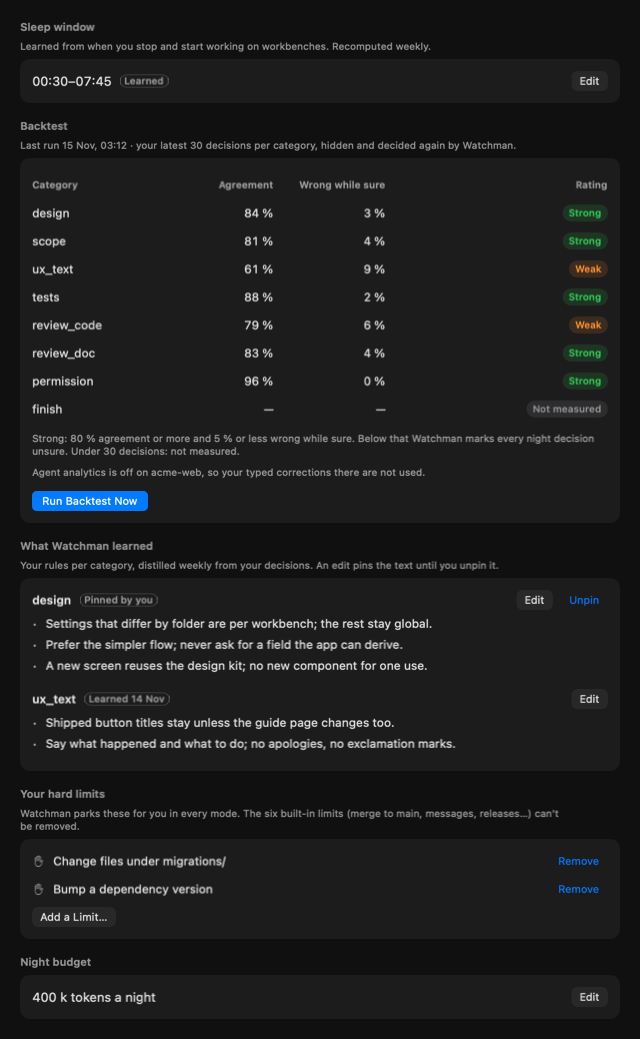 Sleep window
Learned from when you stop and start working on workbenches. Recomputed weekly.
00:30–07:45 Learned Edit
Backtest
Last run 15 Nov, 03:12 · your latest 30 decisions per category, hidden and decided again by Watchman.
Category Agreement Wrong while sure Rating
design 84 % 3 % Strong
scope 81 % 4 % Strong
ux_text 61 % 9 % Weak
tests 88 % 2 % Strong
review_code 79 % 6 % Weak
review_doc 83 % 4 % Strong
permission 96 % 0 % Strong
finish — — Not measured
Strong: 80 % agreement or more and 5 % or less wrong while sure. Below that Watchman marks every night decision
unsure. Under 30 decisions: not measured.
Agent analytics is off on acme-web, so your typed corrections there are not used.
Run Backtest Now
What Watchman learned
Your rules per category, distilled weekly from your decisions. An edit pins the text until you unpin it.
design Pinned by you Edit Unpin
· Settings that differ by folder are per workbench; the rest stay global.
· Prefer the simpler flow; never ask for a field the app can derive.
· A new screen reuses the design kit; no new component for one use.
ux_text Learned 14 Nov Edit
· Shipped button titles stay unless the guide page changes too.
· Say what happened and what to do; no apologies, no exclamation marks.
Your hard limits
Watchman parks these for you in every mode. The six built-in limits (merge to main, messages, releases…) can't
be removed.
Change files under migrations/ Remove
Bump a dependency version Remove
Add a Limit…
Night budget
400 k tokens a night Edit